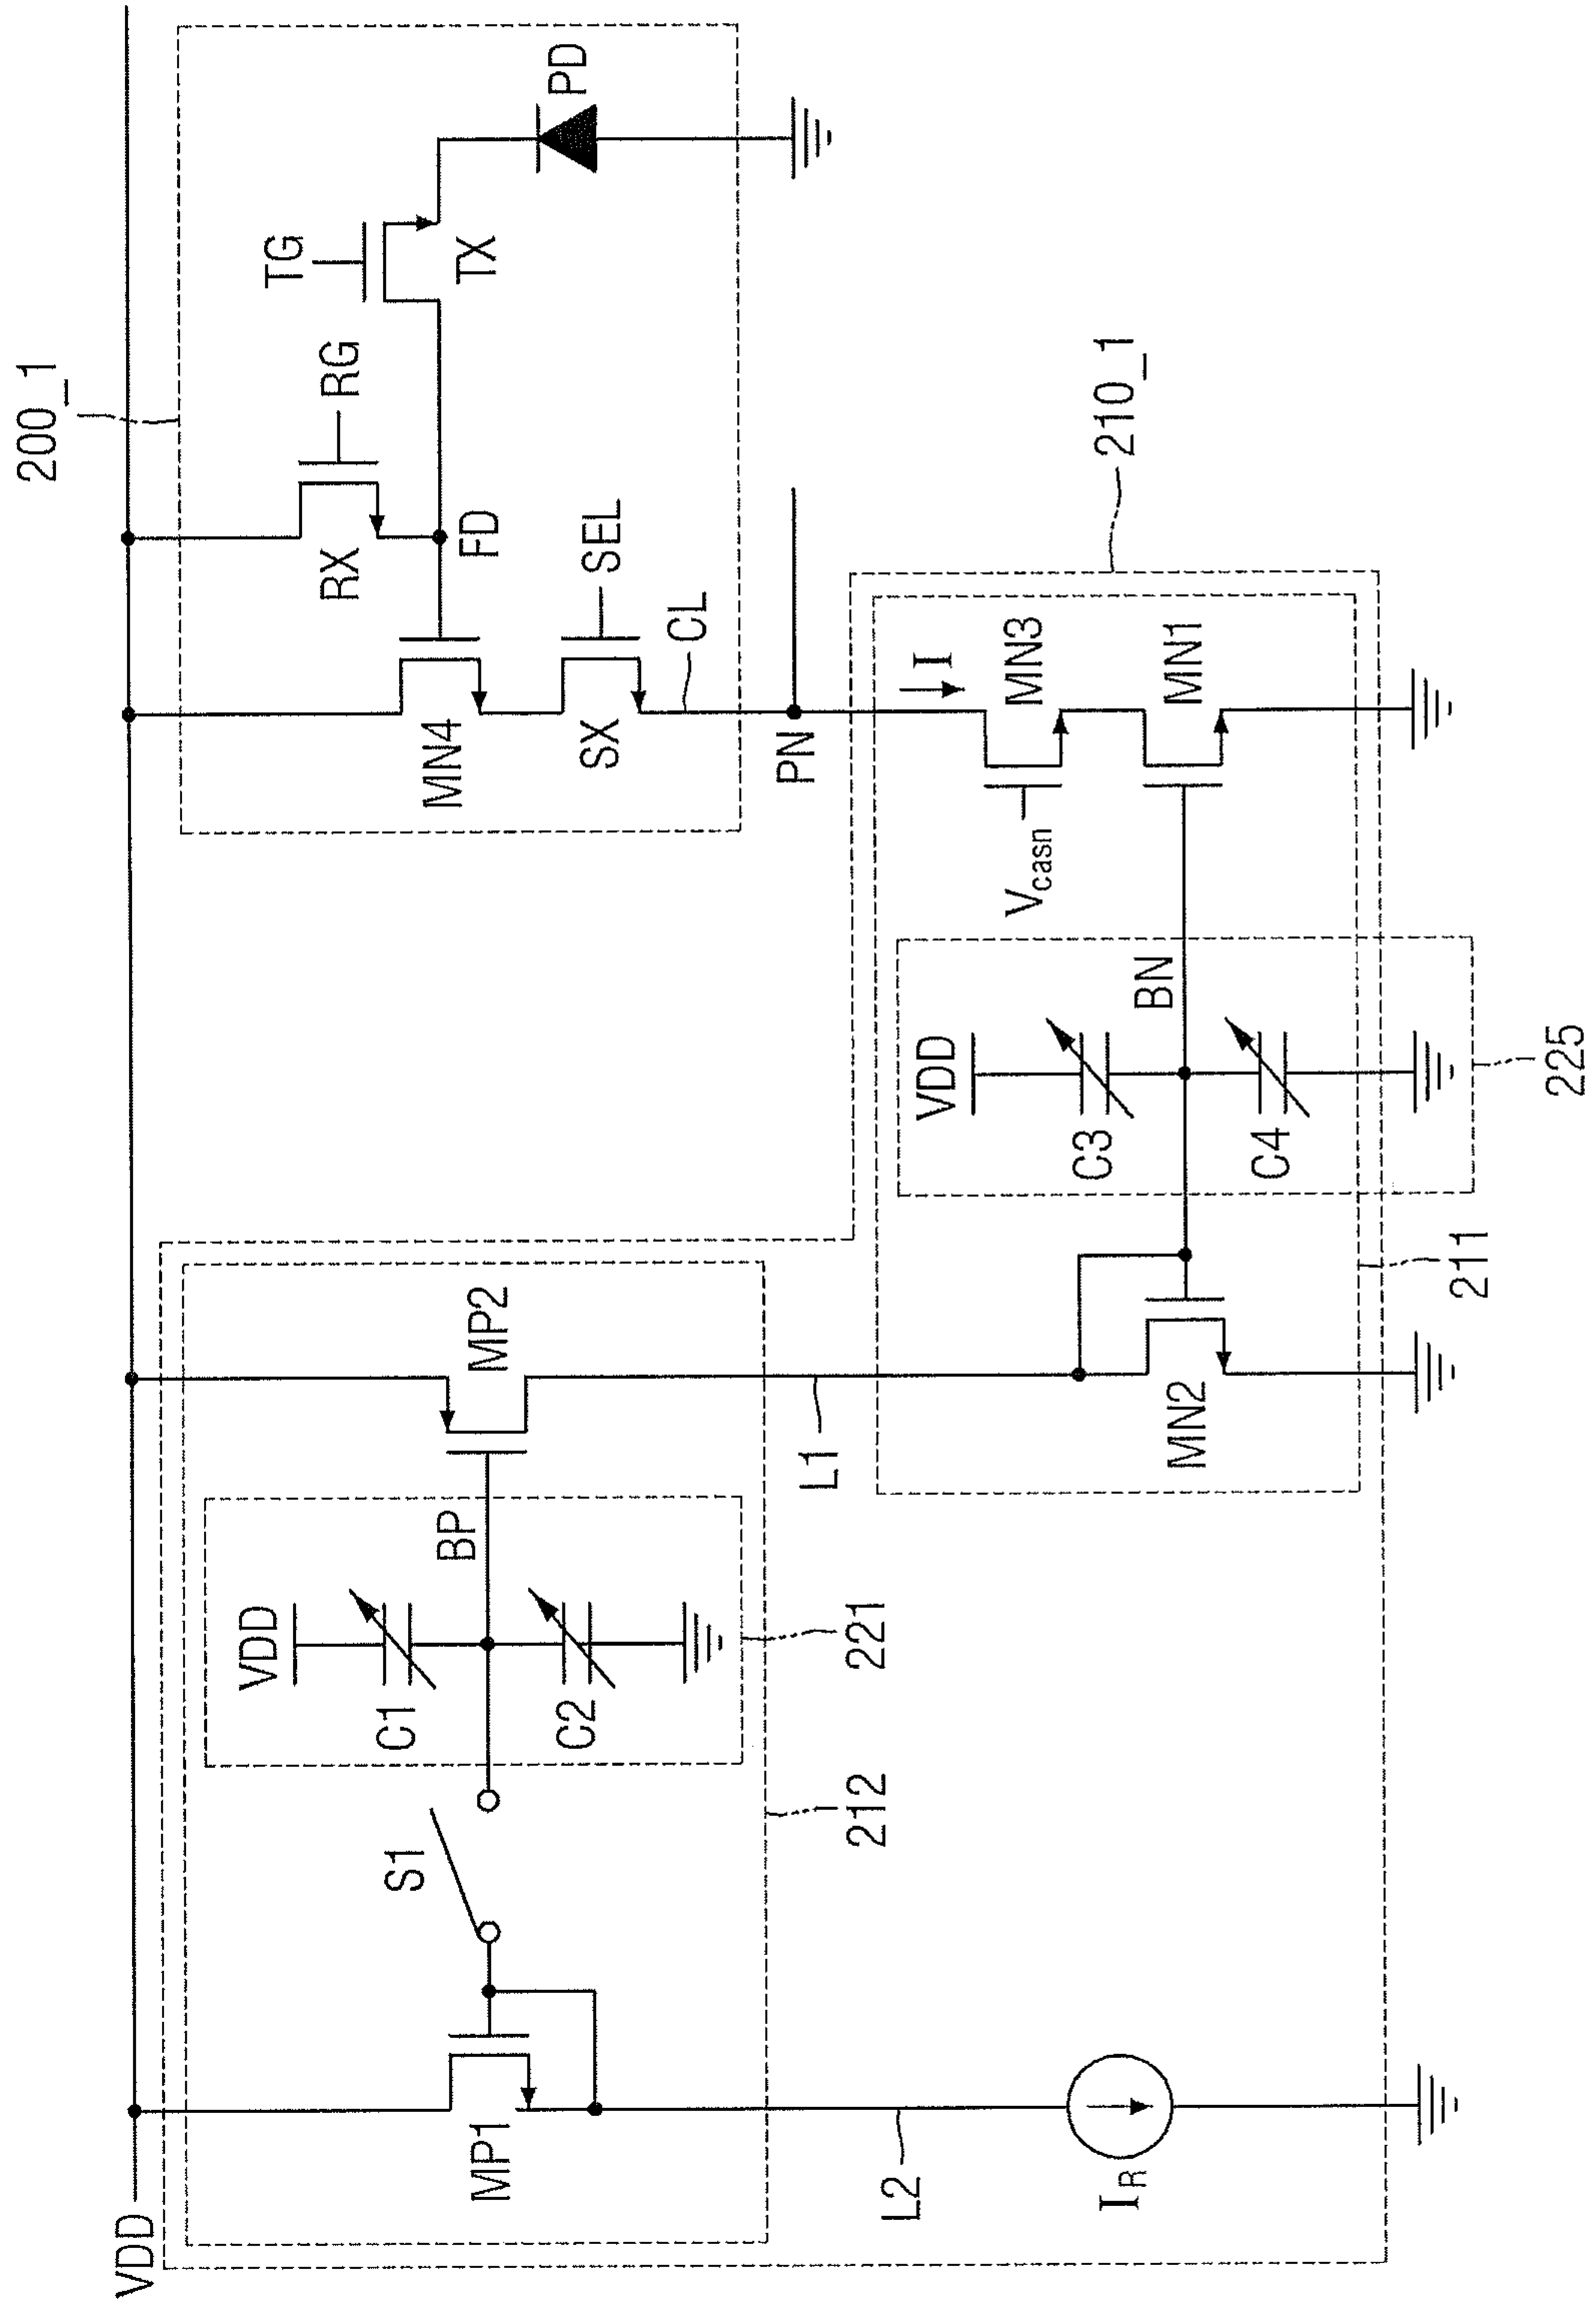 200_1
VDD
TG
PD
RG
RX
TX
FD
MN4
SEL
SX
CL
PN
210_1
I
MN3
Vcasn
MN1
VDD
BN
C3
C4
225
211
MP2
L1
MN2
VDD
BP
C1
C2
221
S1
212
MP1
L2
IR